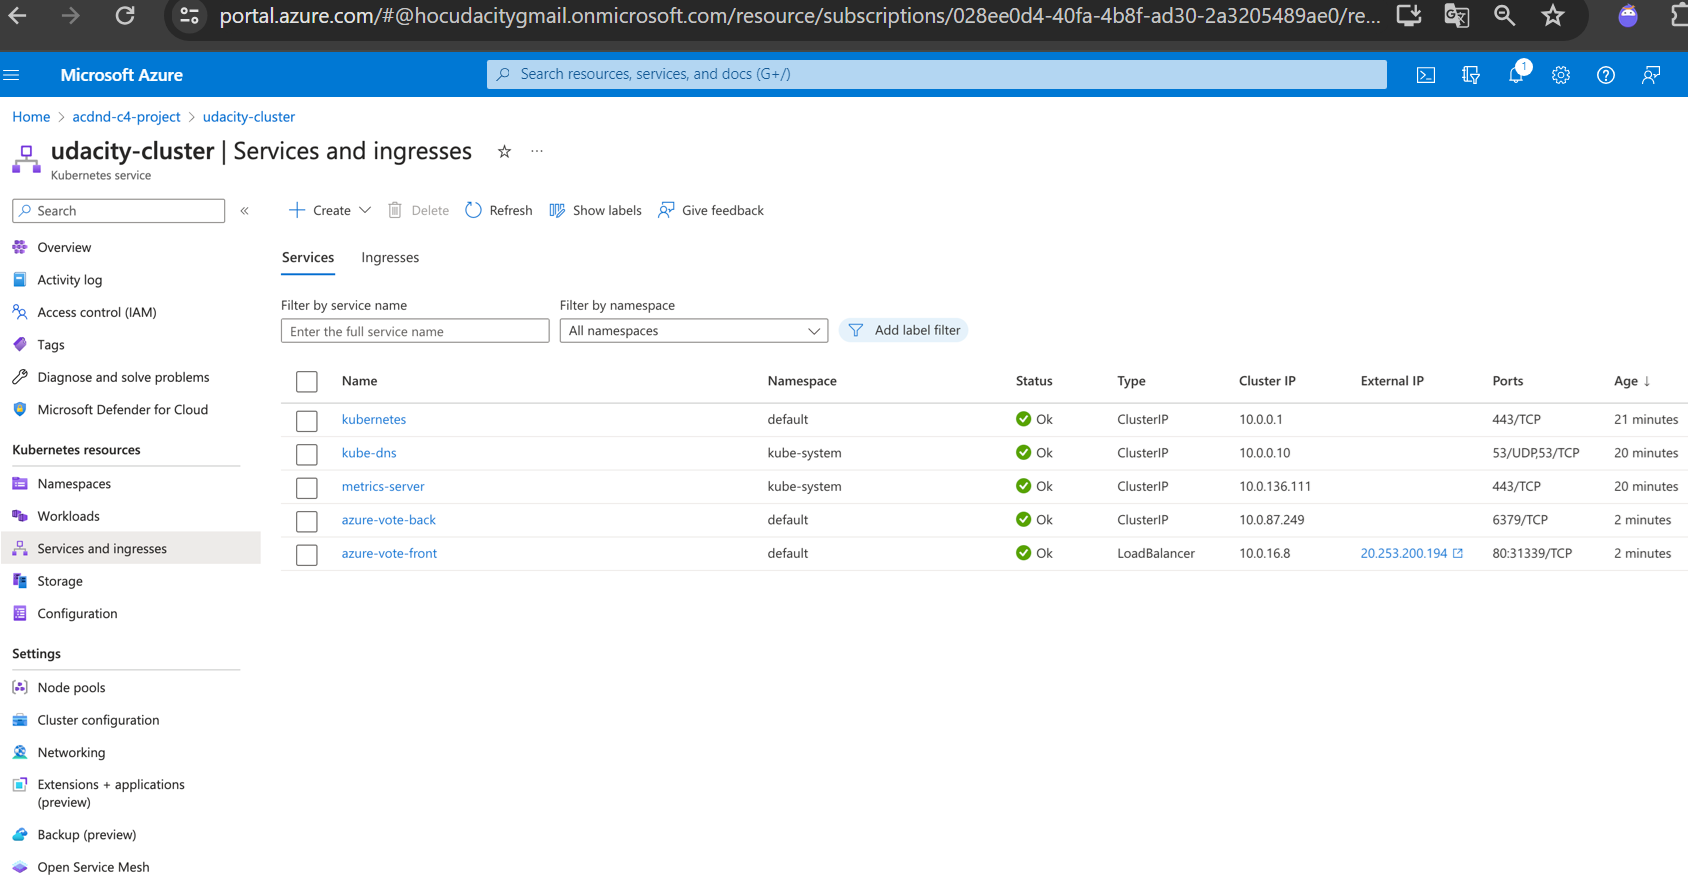 portal.azure.com/#@hocudacitygmail.onmicrosoft.com/resource/subscriptions/028ee0d4-40fa-4b8f-ad30-2a3205489ae0/re...
Microsoft Azure
Search resources, services, and docs (G+/)
1
Home > acdnd-c4-project > udacity-cluster
udacity-cluster | Services and ingresses
...
Kubernetes service
Search
«
Create
Delete
Refresh
Show labels
Give feedback
Overview
Activity log
Access control (IAM)
Tags
Diagnose and solve problems
Microsoft Defender for Cloud
Kubernetes resources
Namespaces
Workloads
Services and ingresses
Storage
Configuration
Settings
Node pools
Cluster configuration
Networking
Extensions + applications
(preview)
Backup (preview)
Open Service Mesh
Services Ingresses
Filter by service name Filter by namespace
Enter the full service name All namespaces Add label filter
Name Namespace Status Type Cluster IP External IP Ports Age ↓
kubernetes default Ok ClusterIP 10.0.0.1 443/TCP 21 minutes
kube-dns kube-system Ok ClusterIP 10.0.0.10 53/UDP,53/TCP 20 minutes
metrics-server kube-system Ok ClusterIP 10.0.136.111 443/TCP 20 minutes
azure-vote-back default Ok ClusterIP 10.0.87.249 6379/TCP 2 minutes
azure-vote-front default Ok LoadBalancer 10.0.16.8 20.253.200.194 80:31339/TCP 2 minutes